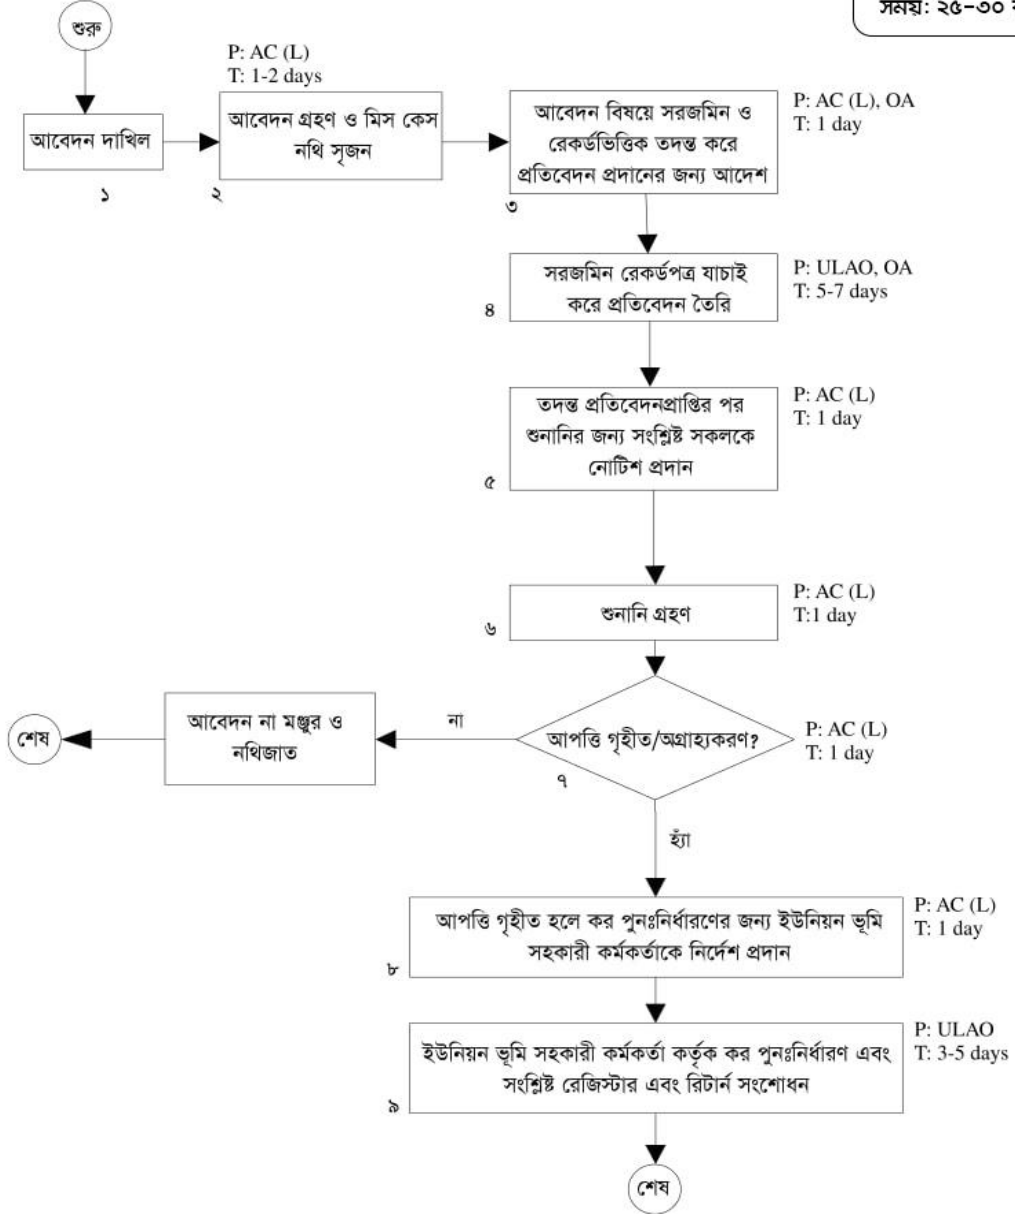 সময়: ২৫-৩০
শুরু
P: AC (L)
T: 1-2 days
আবেদন দাখিল
১
আবেদন গ্রহণ ও মিস কেস
নথি সৃজন
২
আবেদন বিষয়ে সরজমিন ও
রেকর্ডভিত্তিক তদন্ত করে
প্রতিবেদন প্রদানের জন্য আদেশ
৩
P: AC (L), OA
T: 1 day
সরজমিন রেকর্ডপত্র যাচাই
করে প্রতিবেদন তৈরি
৪
P: ULAO, OA
T: 5-7 days
তদন্ত প্রতিবেদনপ্রাপ্তির পর
শুনানির জন্য সংশ্লিষ্ট সকলকে
নোটিশ প্রদান
৫
P: AC (L)
T: 1 day
শুনানি গ্রহণ
৬
P: AC (L)
T:1 day
আপত্তি গৃহীত/অগ্রাহ্যকরণ?
৭
P: AC (L)
T: 1 day
না
আবেদন না মঞ্জুর ও
নথিজাত
শেষ
হ্যাঁ
আপত্তি গৃহীত হলে কর পুনঃনির্ধারণের জন্য ইউনিয়ন ভূমি
সহকারী কর্মকর্তাকে নির্দেশ প্রদান
৮
P: AC (L)
T: 1 day
ইউনিয়ন ভূমি সহকারী কর্মকর্তা কর্তৃক কর পুনঃনির্ধারণ এবং
সংশ্লিষ্ট রেজিস্টার এবং রিটার্ন সংশোধন
৯
P: ULAO
T: 3-5 days
শেষ